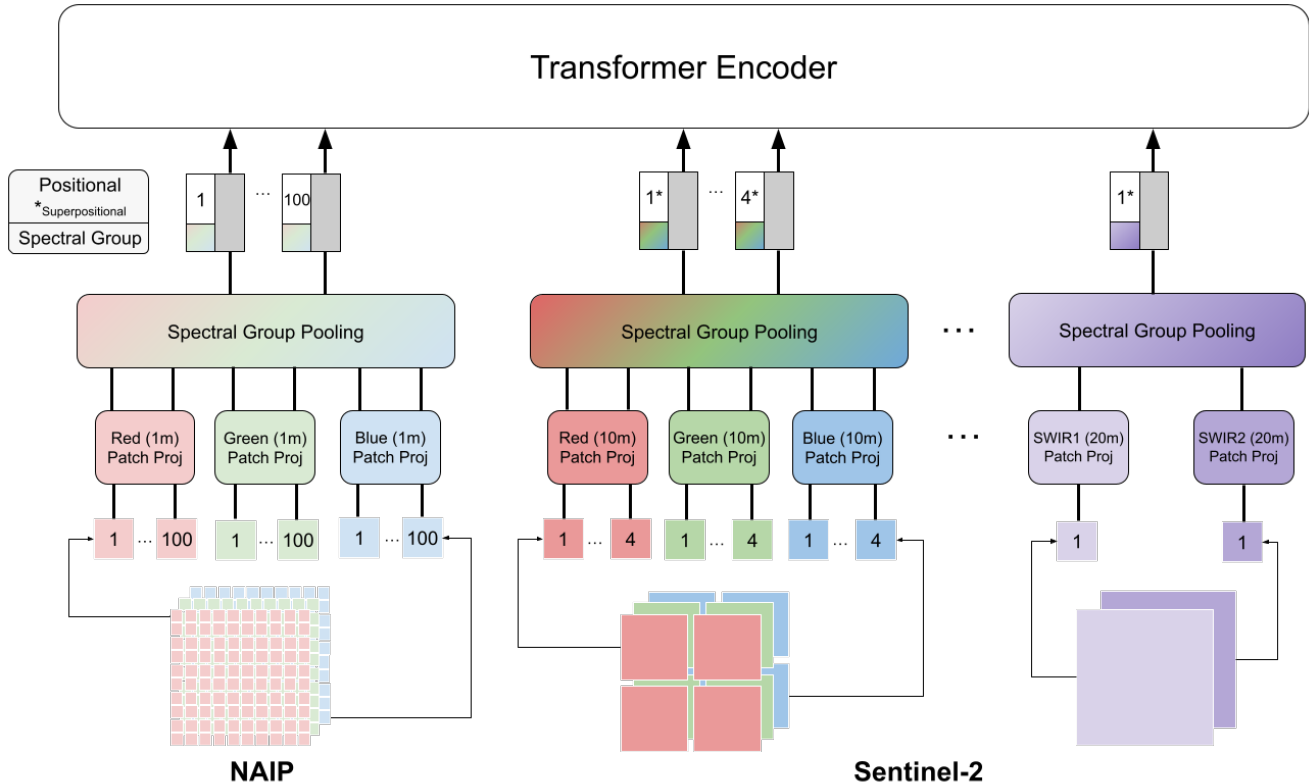 Transformer Encoder
Positional
*Superpositional
Spectral Group
1 ... 100
1* ... 4*
1*
Spectral Group Pooling
Spectral Group Pooling
...
Spectral Group Pooling
Red (1m)
Patch Proj
Green (1m)
Patch Proj
Blue (1m)
Patch Proj
Red (10m)
Patch Proj
Green (10m)
Patch Proj
Blue (10m)
Patch Proj
...
SWIR1 (20m)
Patch Proj
SWIR2 (20m)
Patch Proj
1 ... 100
1 ... 100
1 ... 100
1 ... 4
1 ... 4
1 ... 4
1
1
NAIP
Sentinel-2